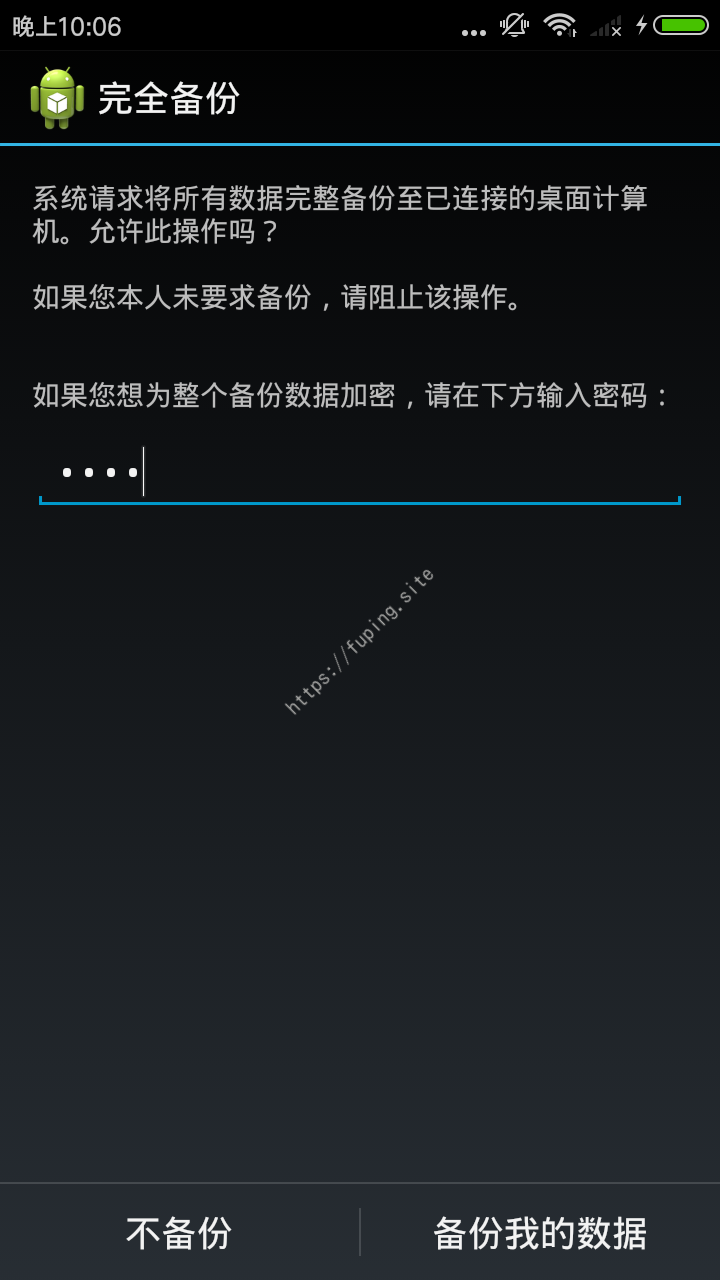 晚上10:06
完全备份
系统请求将所有数据完整备份至已连接的桌面计算
机。允许此操作吗？
如果您本人未要求备份，请阻止该操作。
如果您想为整个备份数据加密，请在下方输入密码：
https://fuping.site
不备份
备份我的数据